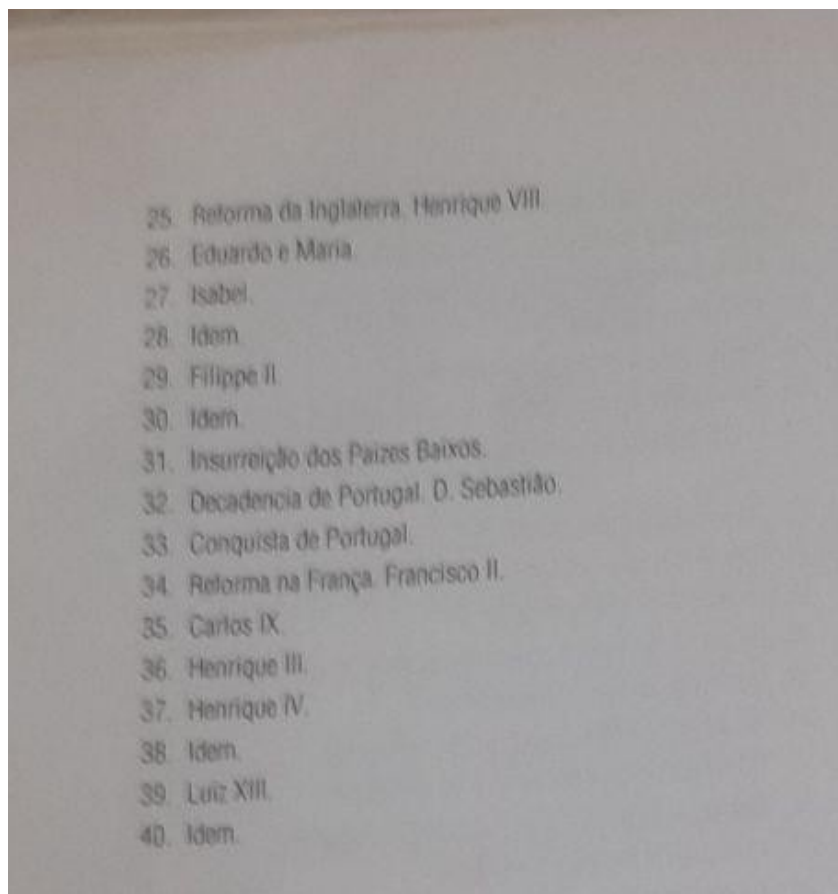 25. Reforma da Inglaterra. Henrique VIII.
26. Eduardo e Maria.
27. Isabel.
28. Idem.
29. Filippe II.
30. Idem.
31. Insurreição dos Paizes Baixos.
32. Decadencia de Portugal. D. Sebastião.
33. Conquista de Portugal.
34. Reforma na França. Francisco II.
35. Carlos IX.
36. Henrique III.
37. Henrique IV.
38. Idem.
39. Luiz XIII.
40. Idem.